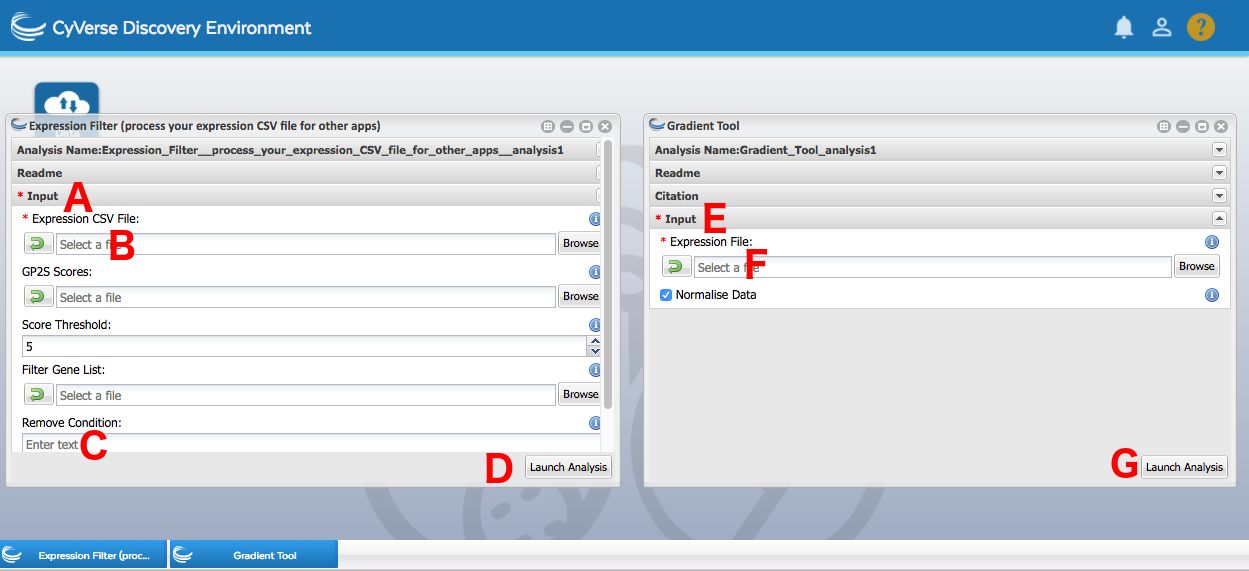 CyVerse Discovery Environment
?
Expression Filter (process your expression CSV file for other apps)
Analysis Name:Expression_Filter__process_your_expression_CSV_file_for_other_apps__analysis1
Readme
* Input
A
* Expression CSV File:
Select a file
B
Browse
GP2S Scores:
Select a file
Browse
Score Threshold:
5
Filter Gene List:
Select a file
Browse
Remove Condition:
Enter text
C
D
Launch Analysis
Gradient Tool
Analysis Name:Gradient_Tool_analysis1
Readme
Citation
* Input
E
* Expression File:
Select a file
F
Browse
Normalise Data
G
Launch Analysis
Expression Filter (proc...
Gradient Tool